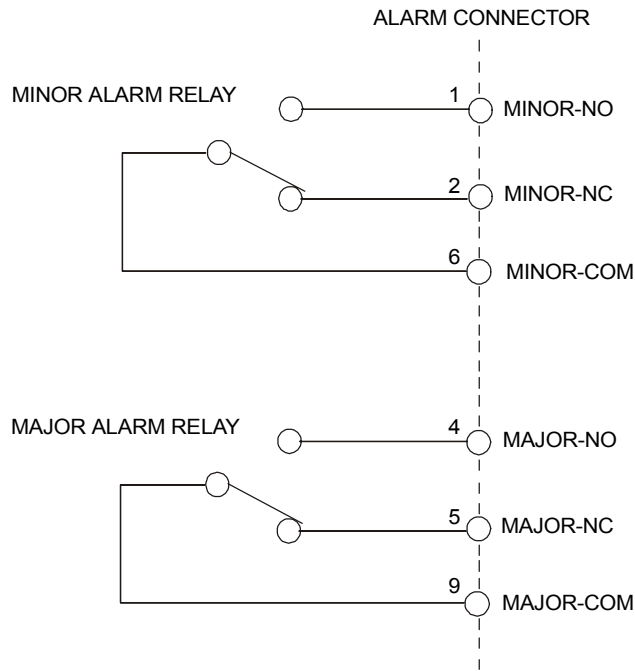 ALARM CONNECTOR
MINOR ALARM RELAY
1
MINOR-NO
2
MINOR-NC
6
MINOR-COM
MAJOR ALARM RELAY
4
MAJOR-NO
5
MAJOR-NC
9
MAJOR-COM